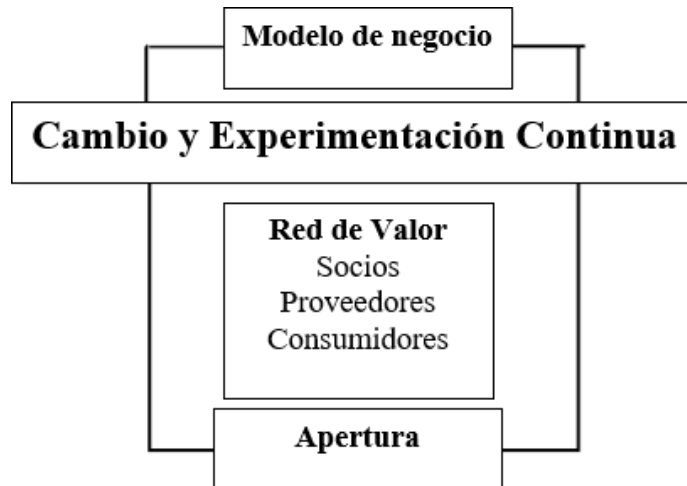 Modelo de negocio
Cambio y Experimentación Continua
Red de Valor
Socios
Proveedores
Consumidores
Apertura